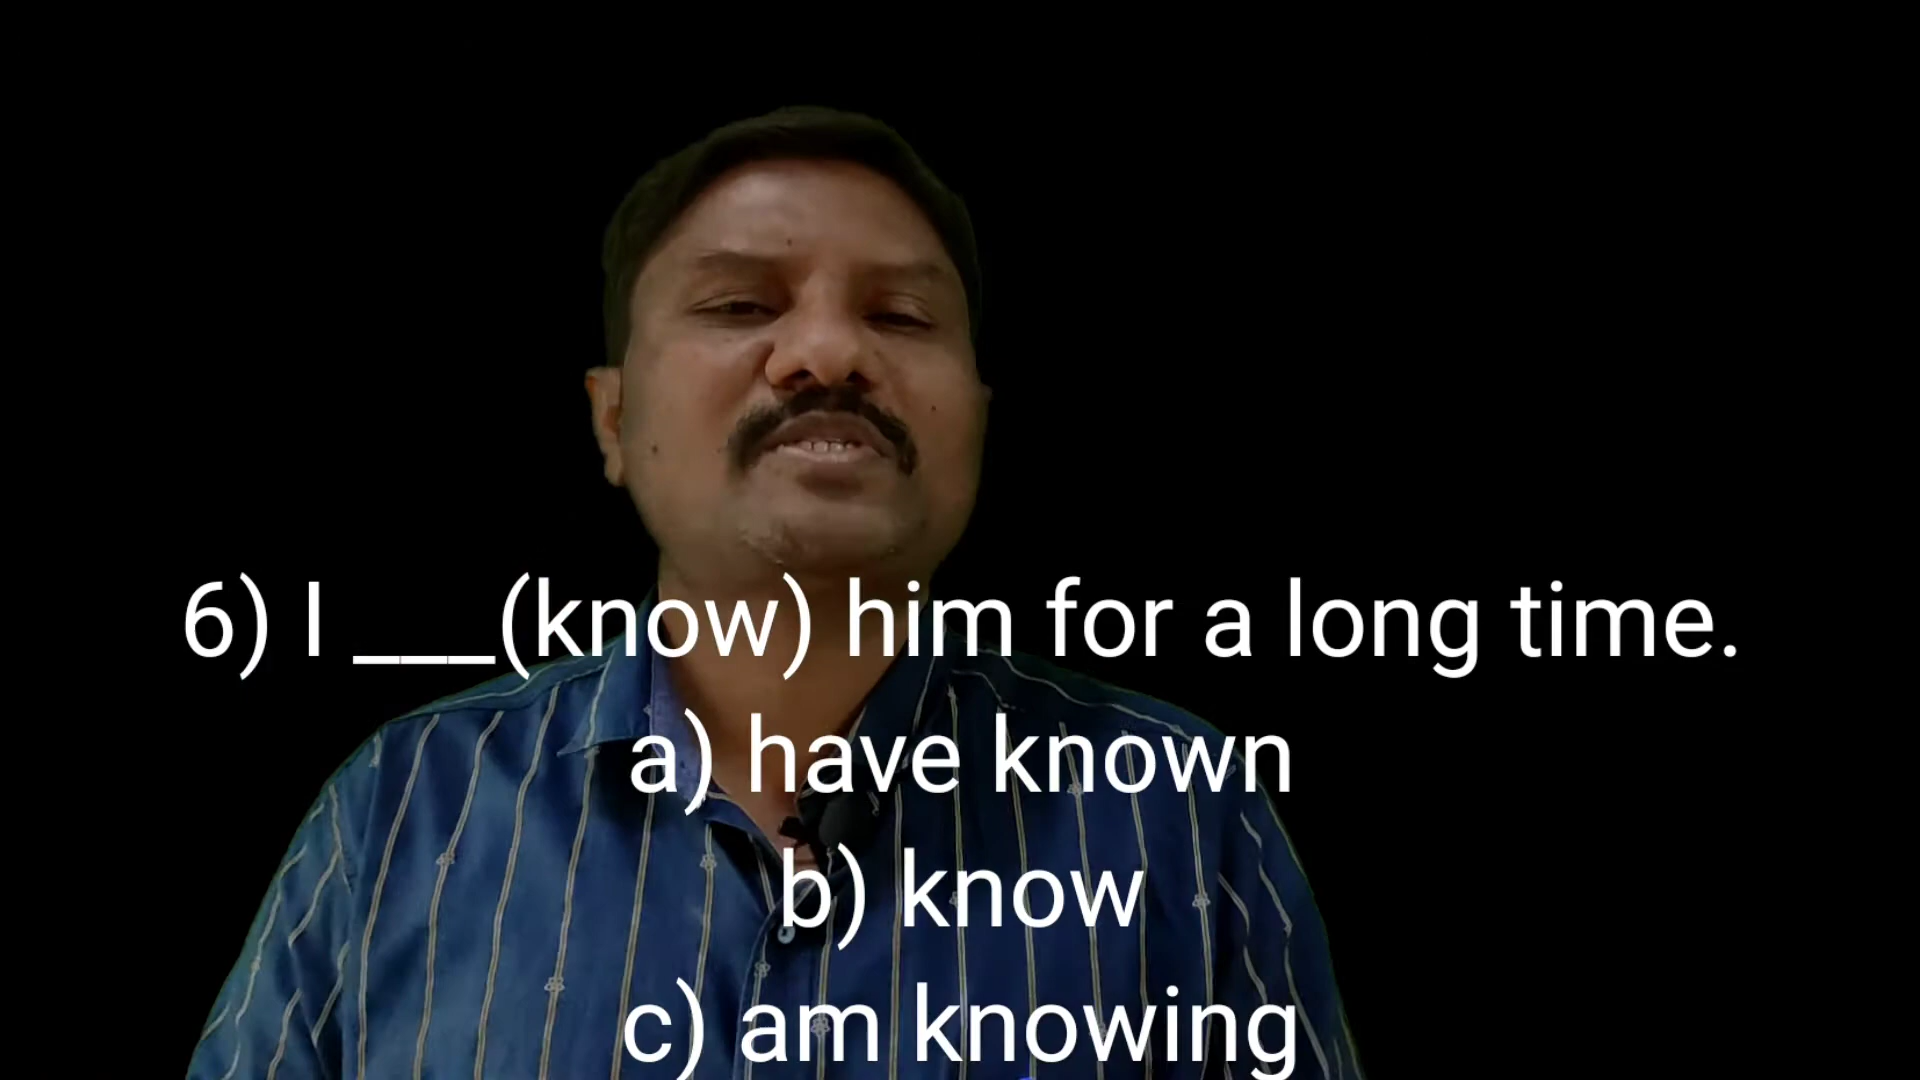 6) I ___(know) him for a long time.
a) have known
b) know
c) am knowing